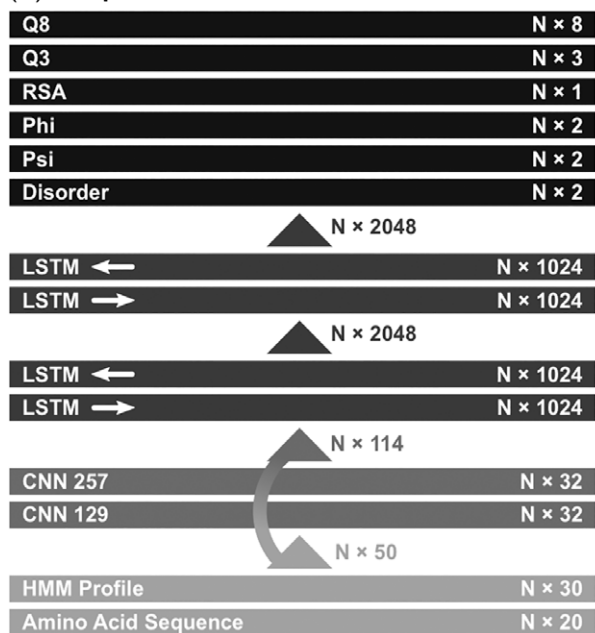 Q8 N × 8
Q3 N × 3
RSA N × 1
Phi N × 2
Psi N × 2
Disorder N × 2
N × 2048
LSTM ← N × 1024
LSTM → N × 1024
N × 2048
LSTM ← N × 1024
LSTM → N × 1024
N × 114
CNN 257 N × 32
CNN 129 N × 32
N × 50
HMM Profile N × 30
Amino Acid Sequence N × 20